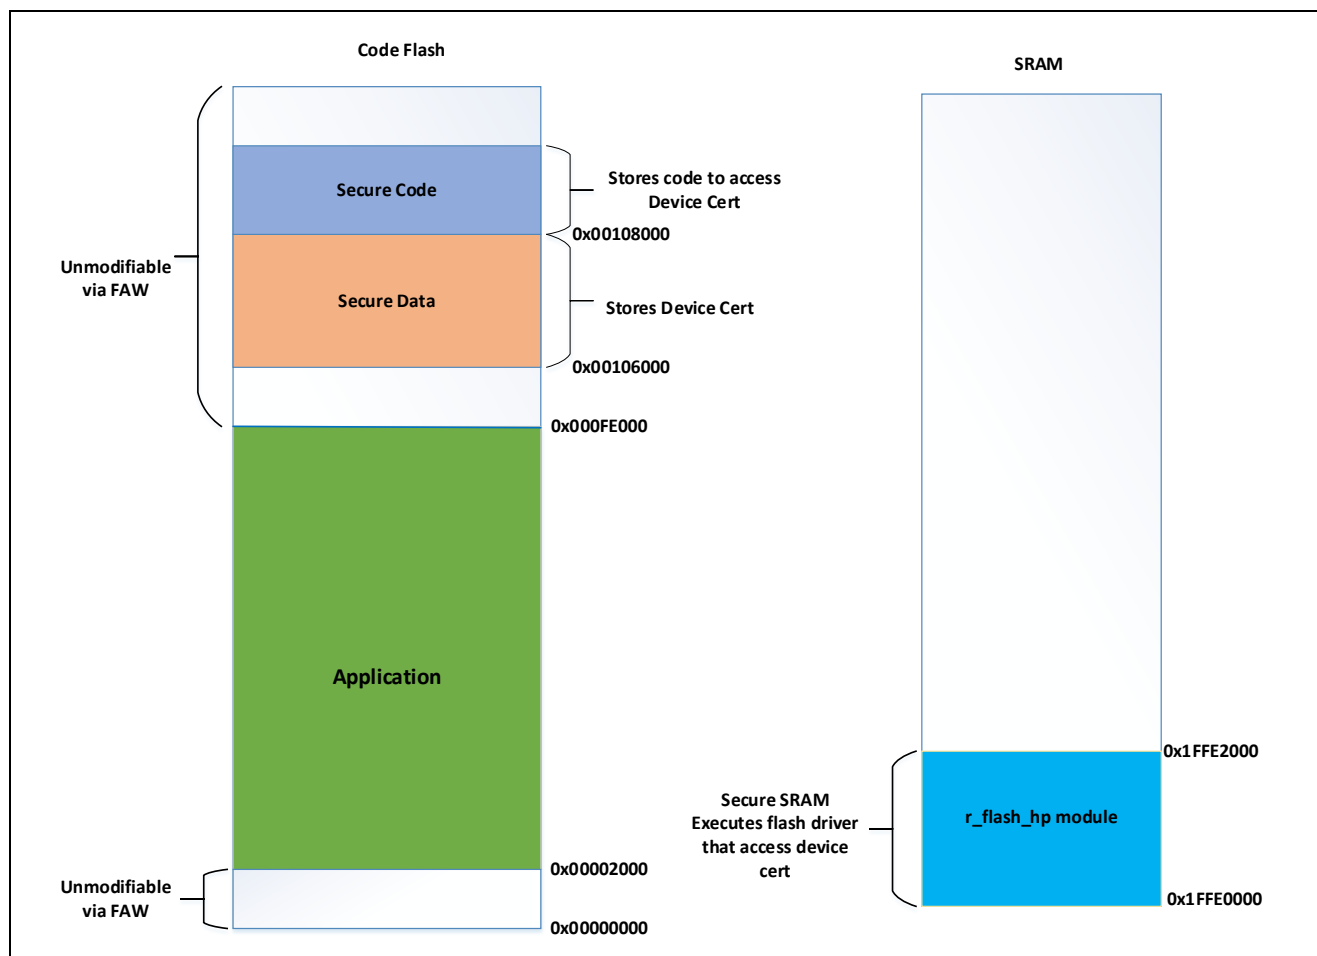 Code Flash
SRAM
Secure Code
Stores code to access
Device Cert
0x00108000
Unmodifiable
via FAW
Secure Data
Stores Device Cert
0x00106000
0x000FE000
Application
0x1FFE2000
Secure SRAM
Executes flash driver
that access device
cert
r_flash_hp module
0x00002000
Unmodifiable
via FAW
0x1FFE0000
0x00000000